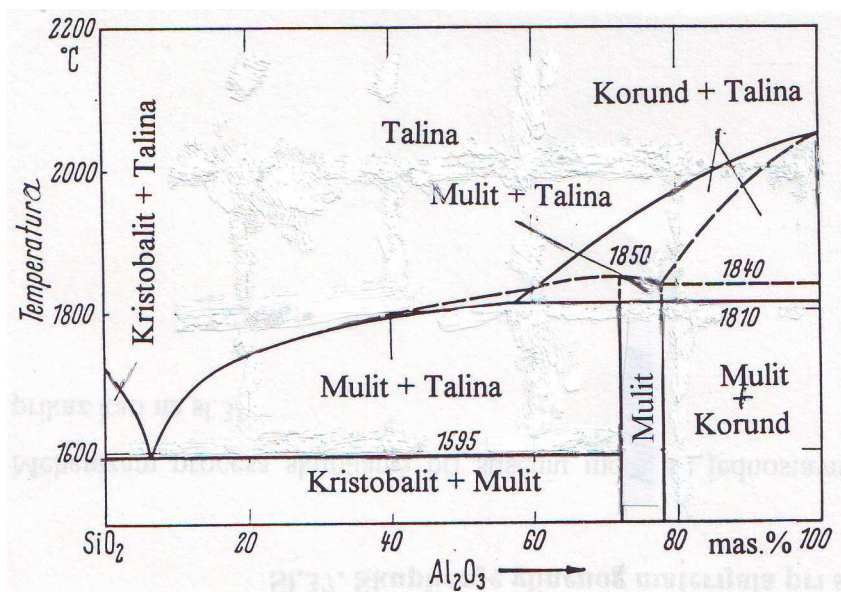 2200
°C
2000
1800
1600
Temperatura
Kristobalit + Talina
Talina
Korund + Talina
Mulit + Talina
1850
1840
1810
Mulit + Talina
Mulit
Mulit
+
Korund
1595
Kristobalit + Mulit
SiO₂
20
40
60
80
mas.% 100
Al₂O₃